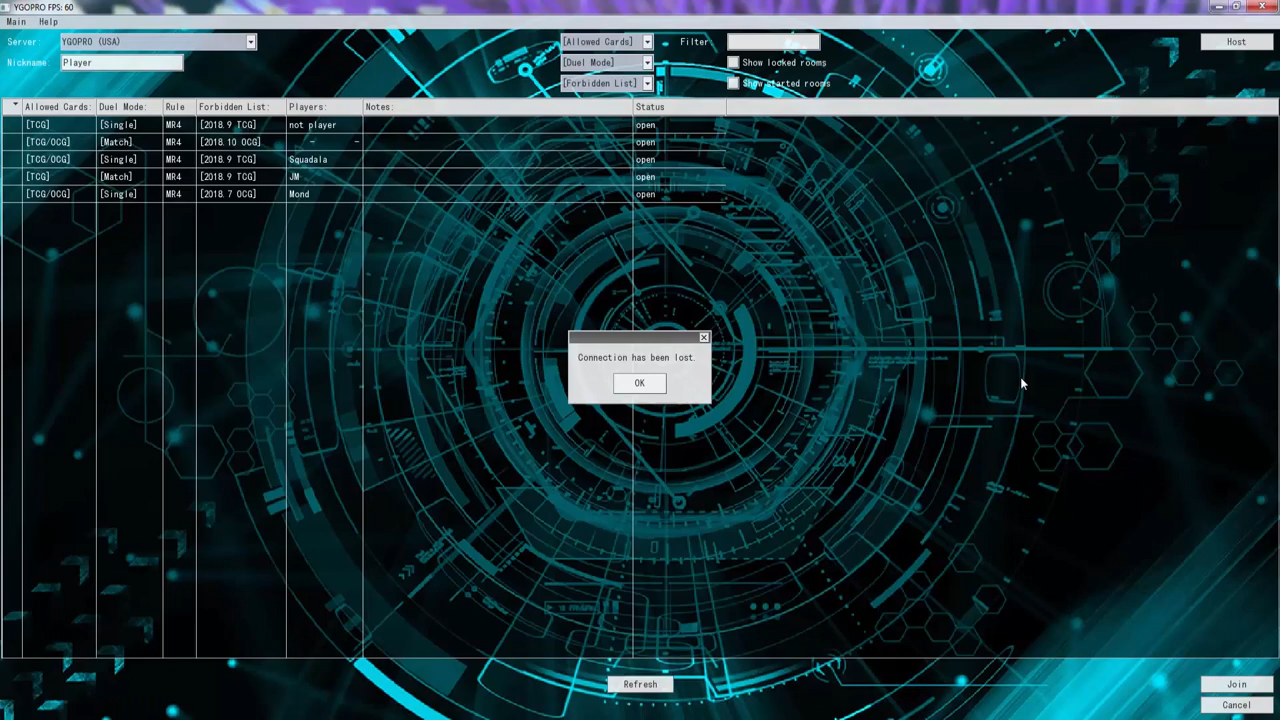 YGOPRO FPS: 60
Main Help
Server: YGOPRO (USA) [Allowed Cards] Filter Host
Nickname: Player [Duel Mode] Show locked rooms
[Forbidden List] Show started rooms
Allowed Cards: Duel Mode: Rule Forbidden List: Players: Notes: Status
[TCG] [Single] MR4 [2018.9 TCG] not player open
[TCG/OCG] [Match] MR4 [2018.10 OCG] - - open
[TCG/OCG] [Single] MR4 [2018.9 TCG] Squadala open
[TCG] [Match] MR4 [2018.9 TCG] JM open
[TCG/OCG] [Single] MR4 [2018.7 OCG] Mond open
Connection has been lost.
OK
Refresh Join
Cancel